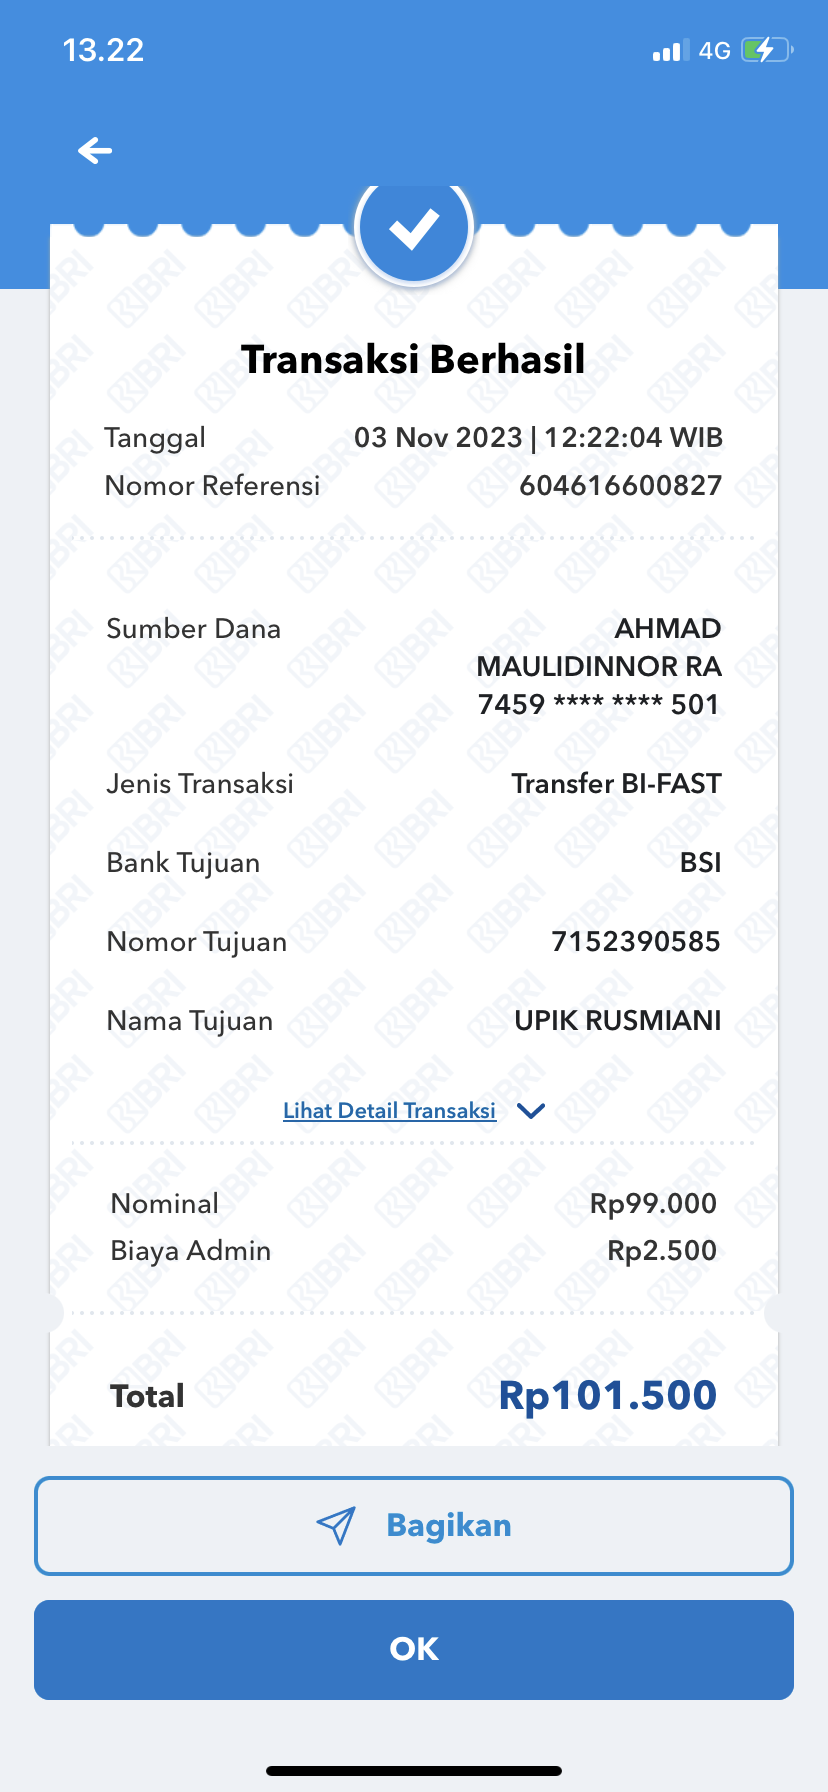 13.22
4G
Transaksi Berhasil
Tanggal 03 Nov 2023 | 12:22:04 WIB
Nomor Referensi 604616600827
Sumber Dana AHMAD
MAULIDINNOR RA
7459 **** **** 501
Jenis Transaksi Transfer BI-FAST
Bank Tujuan BSI
Nomor Tujuan 7152390585
Nama Tujuan UPIK RUSMIANI
Lihat Detail Transaksi
Nominal Rp99.000
Biaya Admin Rp2.500
Total Rp101.500
Bagikan
OK